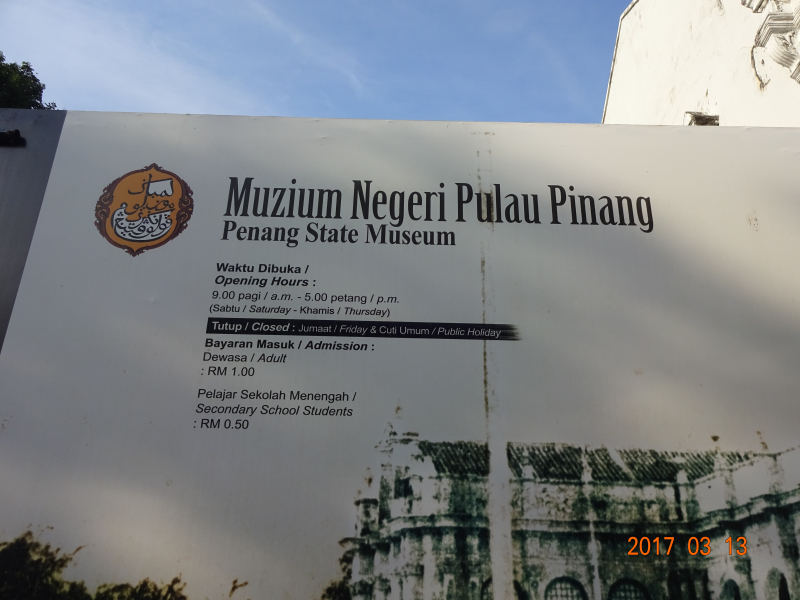 Muzium Negeri Pulau Pinang
Penang State Museum
Waktu Dibuka /
Opening Hours :
9.00 pagi / a.m. - 5.00 petang / p.m.
(Sabtu / Saturday - Khamis / Thursday)
Tutup / Closed : Jumaat / Friday & Cuti Umum / Public Holiday
Bayaran Masuk / Admission :
Dewasa / Adult
: RM 1.00
Pelajar Sekolah Menengah /
Secondary School Students
: RM 0.50
2017 03 13